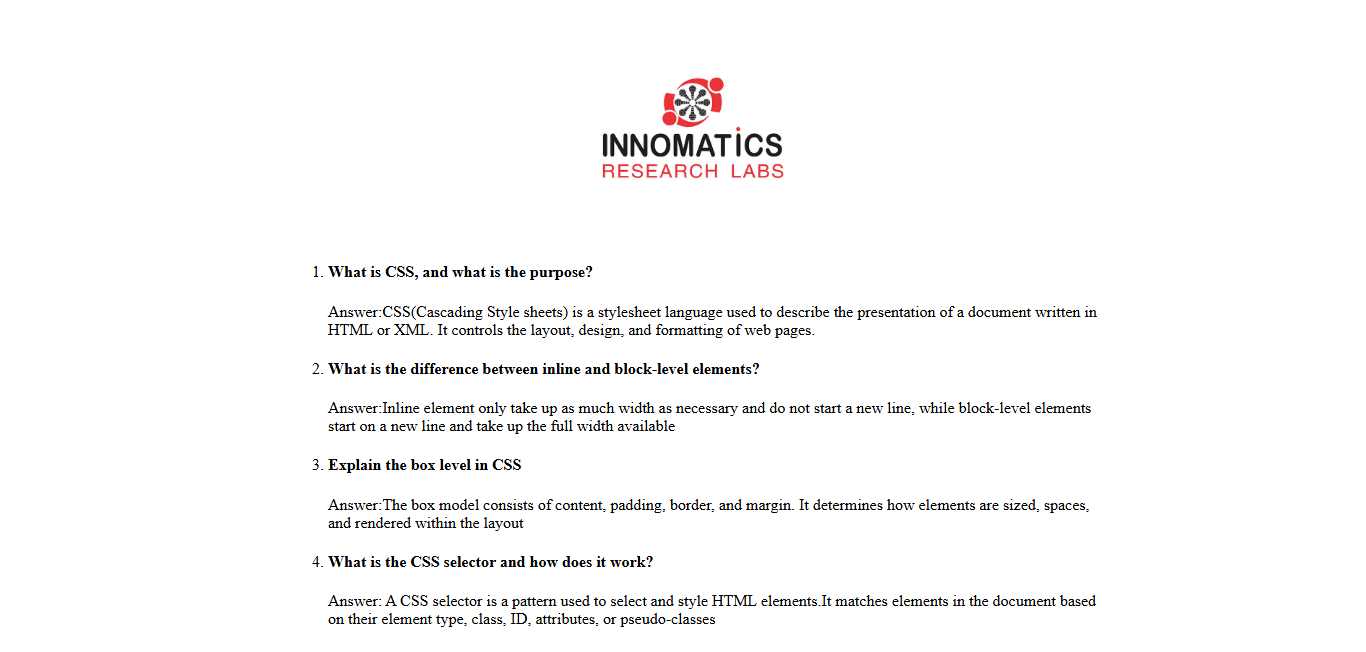 INNOMATICS
RESEARCH LABS
1. What is CSS, and what is the purpose?
Answer:CSS(Cascading Style sheets) is a stylesheet language used to describe the presentation of a document written in
HTML or XML. It controls the layout, design, and formatting of web pages.
2. What is the difference between inline and block-level elements?
Answer:Inline element only take up as much width as necessary and do not start a new line, while block-level elements
start on a new line and take up the full width available
3. Explain the box level in CSS
Answer:The box model consists of content, padding, border, and margin. It determines how elements are sized, spaces,
and rendered within the layout
4. What is the CSS selector and how does it work?
Answer: A CSS selector is a pattern used to select and style HTML elements.It matches elements in the document based
on their element type, class, ID, attributes, or pseudo-classes